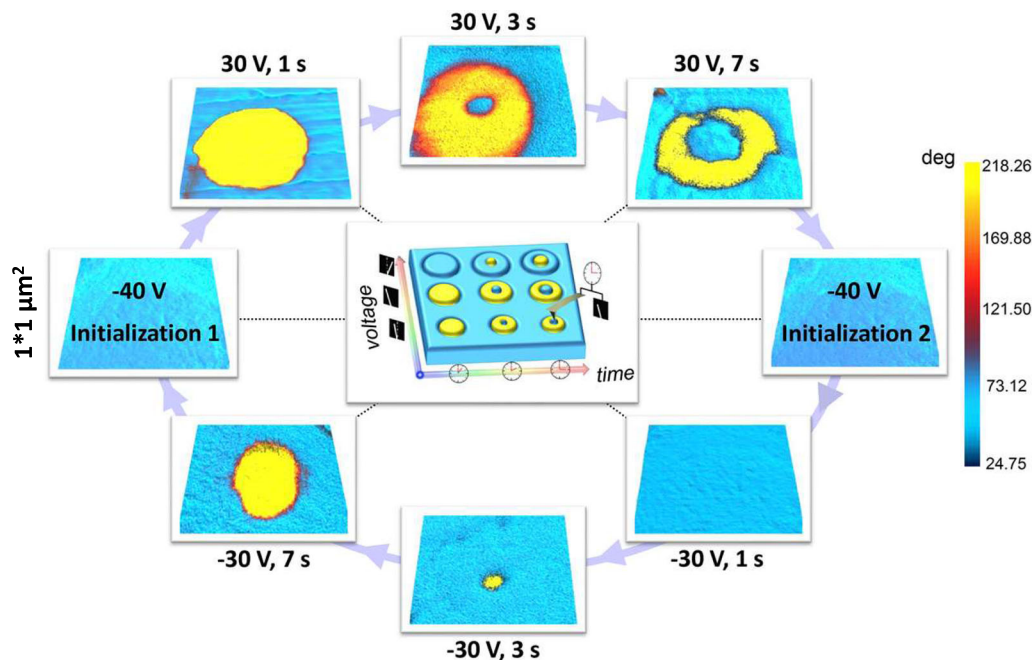 30 V, 3 s
30 V, 1 s
30 V, 7 s
deg
218.26
169.88
121.50
73.12
24.75
1*1 µm²
-40 V
Initialization 1
voltage
time
-40 V
Initialization 2
-30 V, 7 s
-30 V, 1 s
-30 V, 3 s